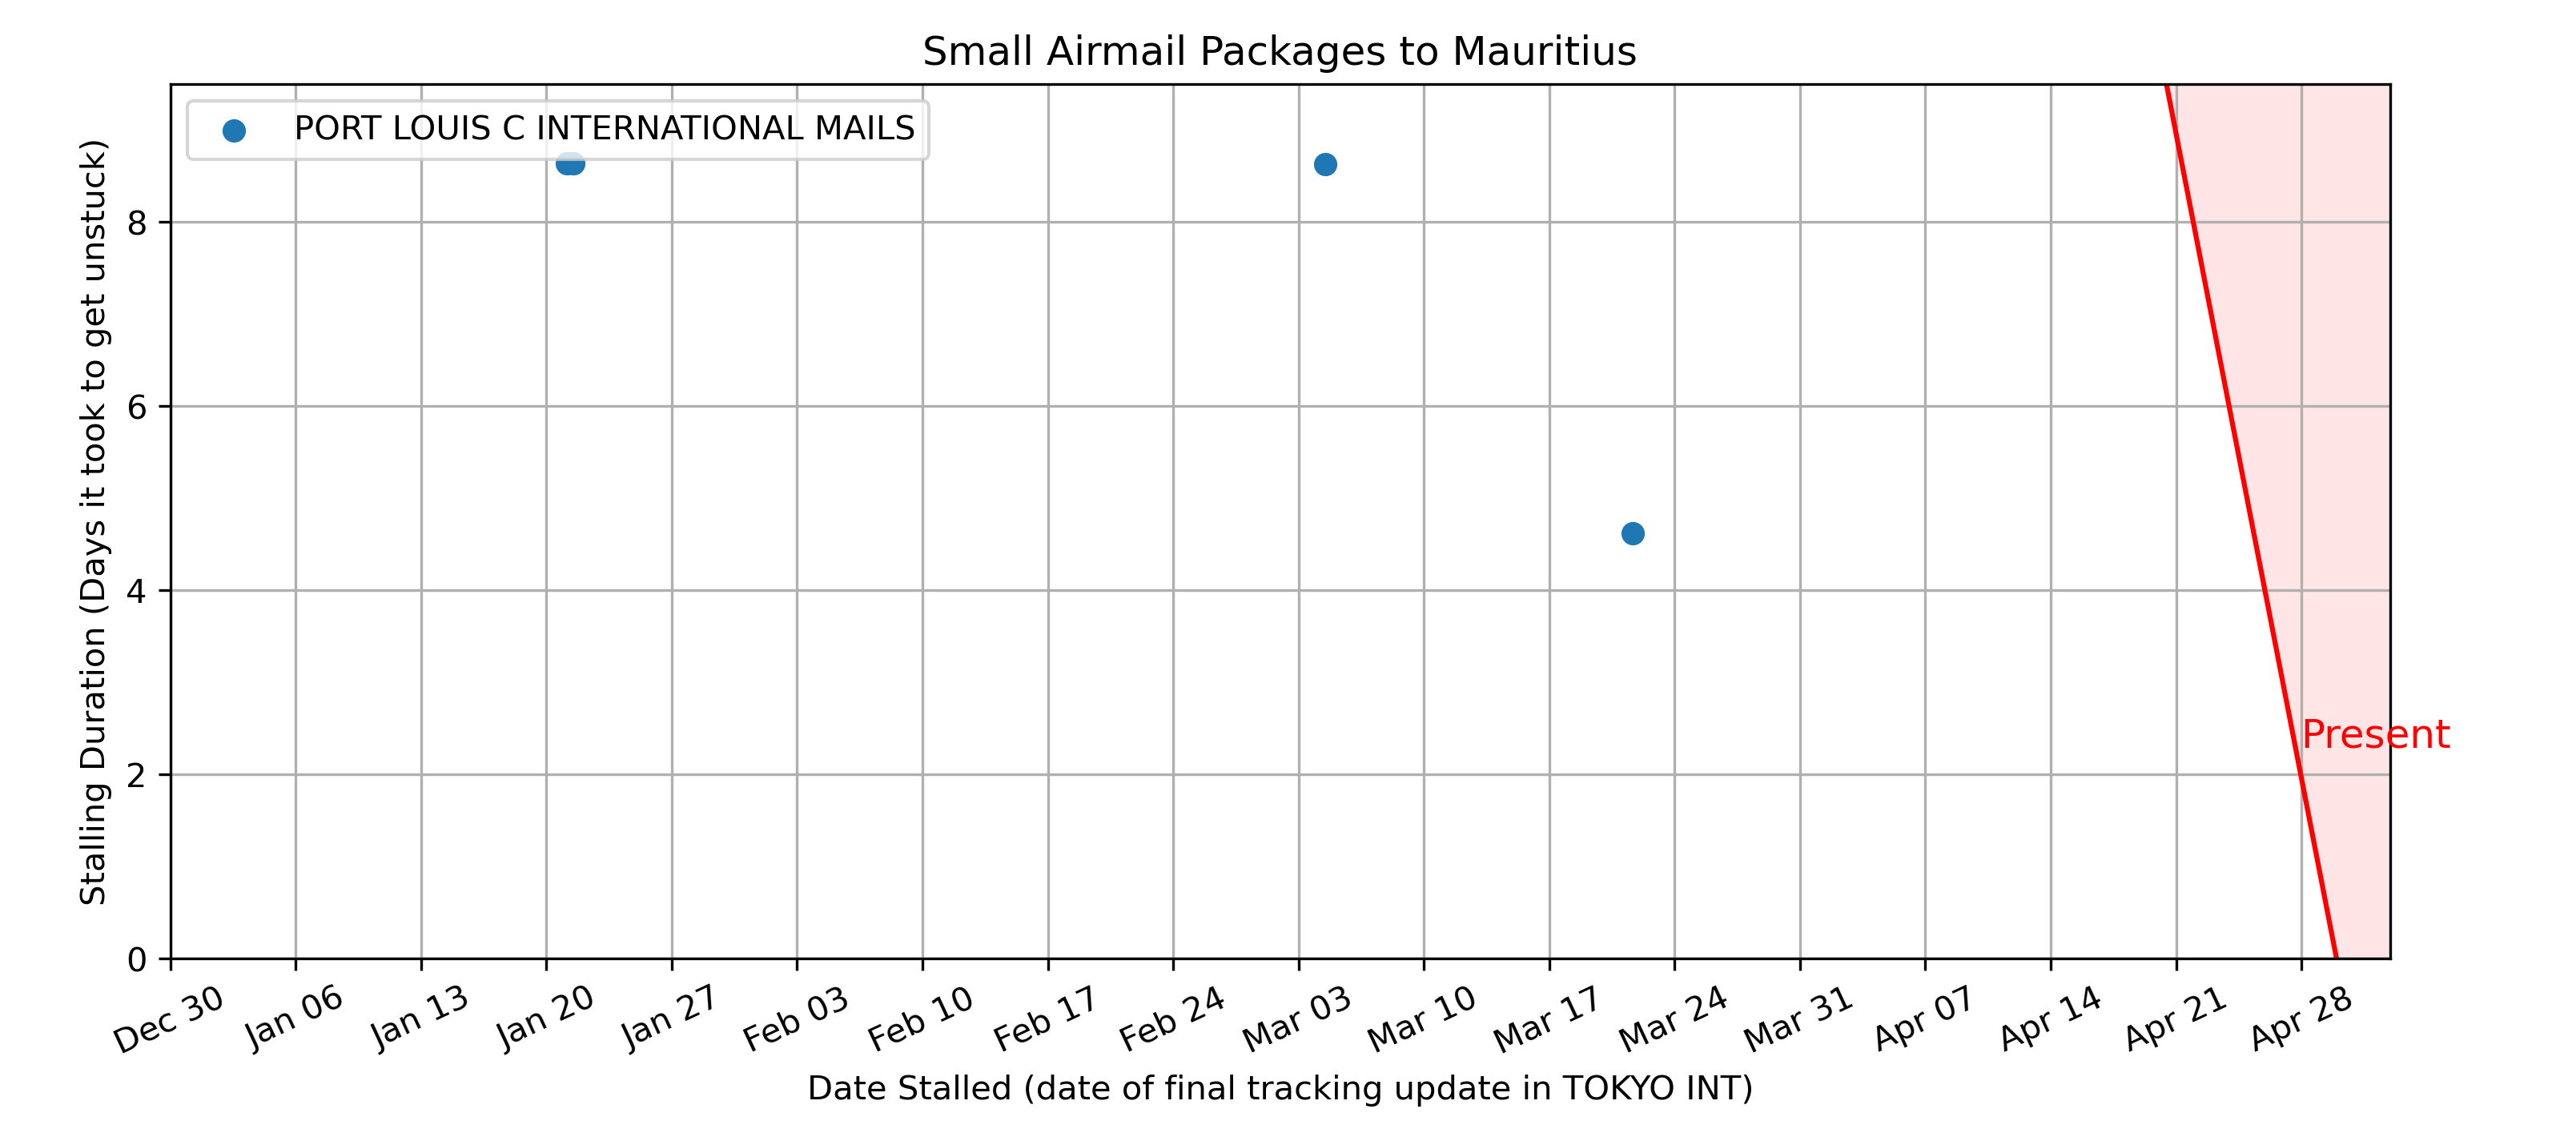 Small Airmail Packages to Mauritius
PORT LOUIS C INTERNATIONAL MAILS
Stalling Duration (Days it took to get unstuck)
8
6
4
2
0
Present
Dec 30
Jan 06
Jan 13
Jan 20
Jan 27
Feb 03
Feb 10
Feb 17
Feb 24
Mar 03
Mar 10
Mar 17
Mar 24
Mar 31
Apr 07
Apr 14
Apr 21
Apr 28
Date Stalled (date of final tracking update in TOKYO INT)